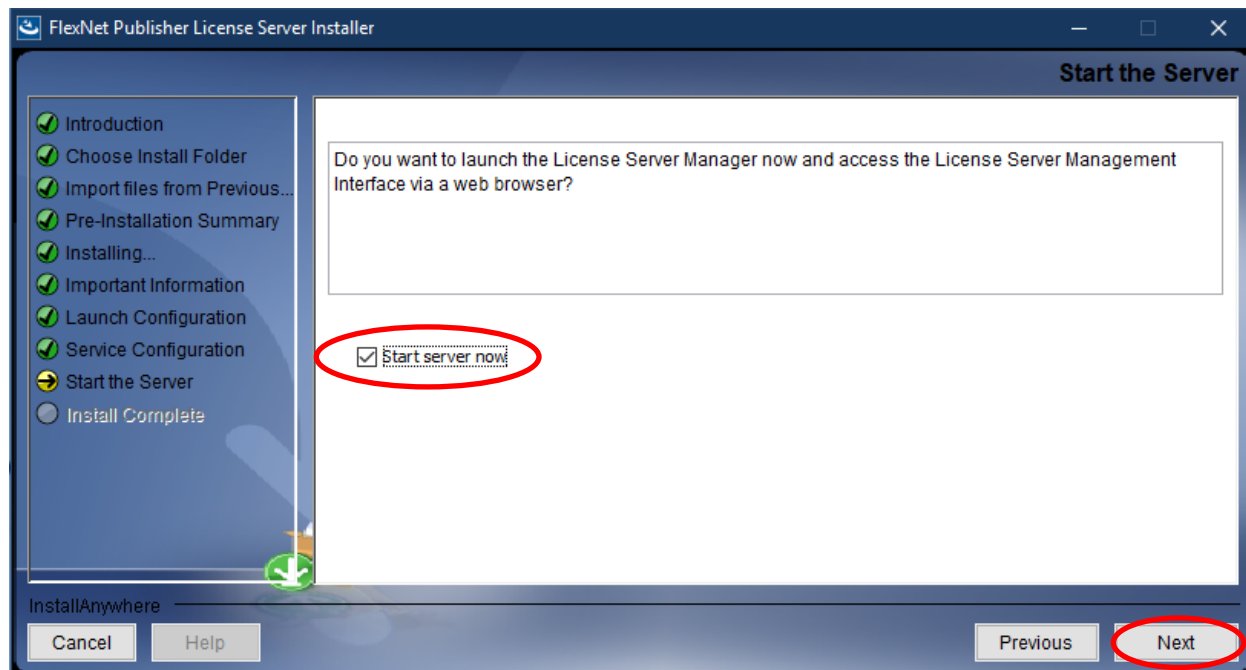 FlexNet Publisher License Server Installer
Start the Server
Introduction
Choose Install Folder
Import files from Previous...
Pre-Installation Summary
Installing...
Important Information
Launch Configuration
Service Configuration
Start the Server
Install Complete
Do you want to launch the License Server Manager now and access the License Server Management
Interface via a web browser?
Start server now
InstallAnywhere
Cancel
Help
Previous
Next